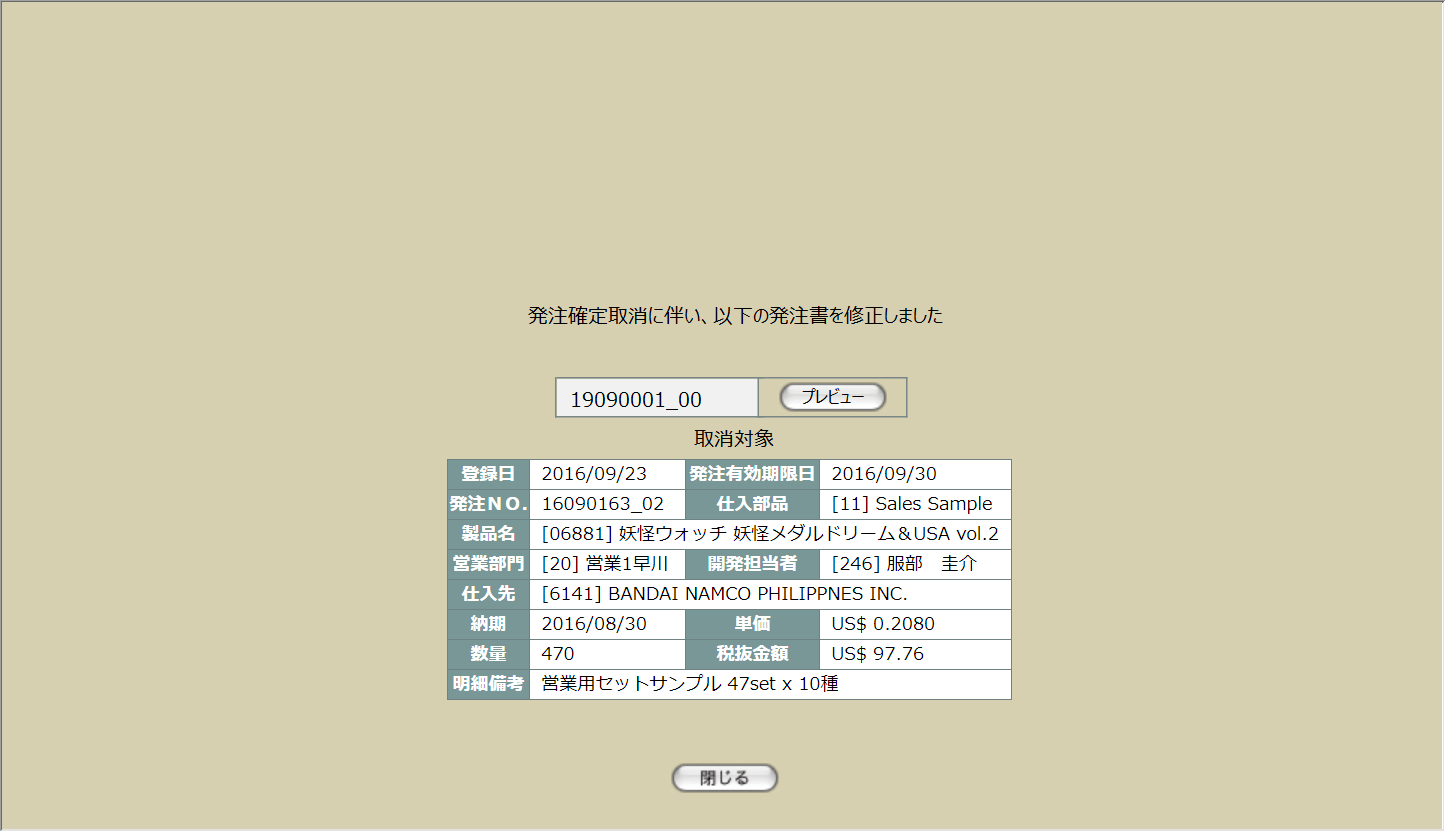 発注確定取消に伴い、以下の発注書を修正しました
19090001_00 プレビュー
取消対象
登録日 2016/09/23 発注有効期限日 2016/09/30
発注ＮＯ. 16090163_02 仕入部品 [11] Sales Sample
製品名 [06881] 妖怪ウォッチ 妖怪メダルドリーム＆USA vol.2
営業部門 [20] 営業1早川 開発担当者 [246] 服部　圭介
仕入先 [6141] BANDAI NAMCO PHILIPPNES INC.
納期 2016/08/30 単価 US$ 0.2080
数量 470 税抜金額 US$ 97.76
明細備考 営業用セットサンプル 47set x 10種
閉じる